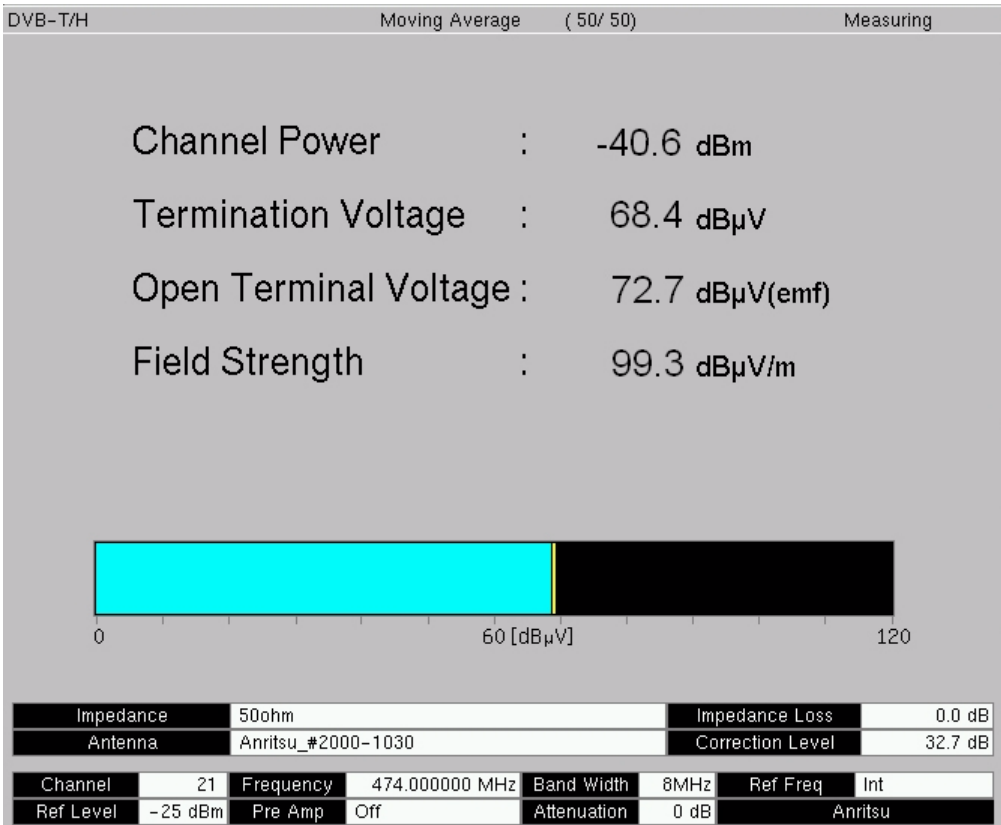 DVB-T/H Moving Average ( 50/ 50) Measuring
Channel Power : -40.6 dBm
Termination Voltage : 68.4 dBµV
Open Terminal Voltage : 72.7 dBµV(emf)
Field Strength : 99.3 dBµV/m
0 60 [dBµV] 120
Impedance 50ohm Impedance Loss 0.0 dB
Antenna Anritsu_#2000-1030 Correction Level 32.7 dB
Channel 21 Frequency 474.000000 MHz Band Width 8MHz Ref Freq Int
Ref Level -25 dBm Pre Amp Off Attenuation 0 dB Anritsu